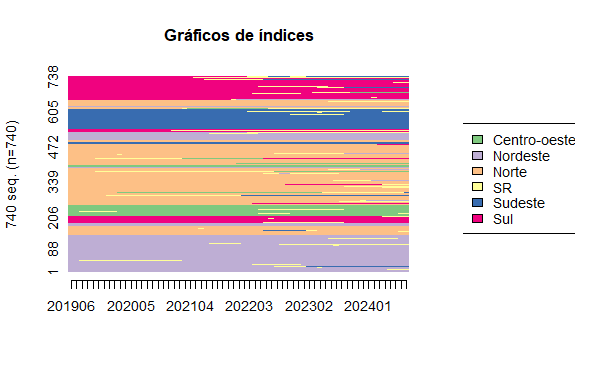 Gráficos de índices
740 seq. (n=740)
738
605
472
339
206
88
1
201906
202005
202104
202203
202302
202401
Centro-oeste
Nordeste
Norte
SR
Sudeste
Sul